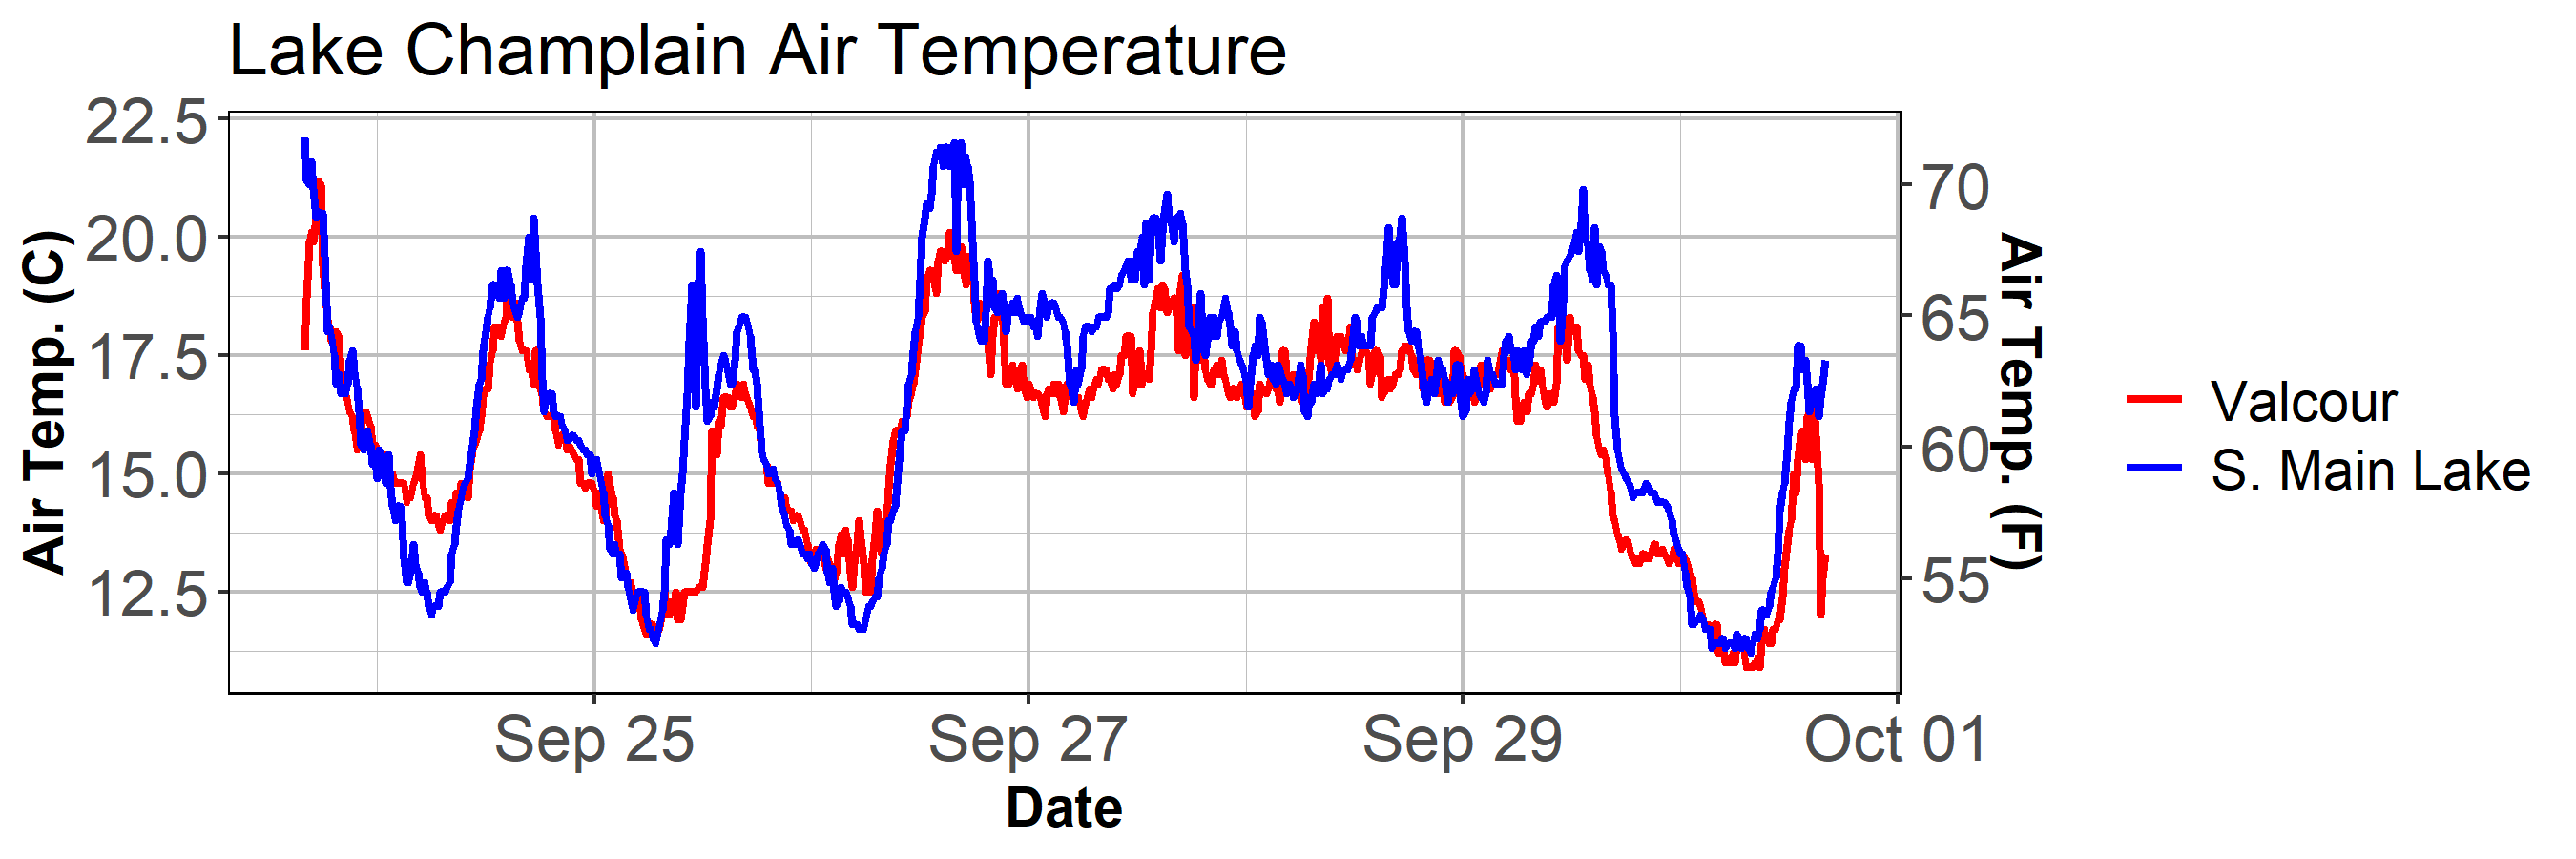 Lake Champlain Air Temperature
Air Temp. (C)
22.5
20.0
17.5
15.0
12.5
70
65
60
55
Air Temp. (F)
Sep 25
Sep 27
Sep 29
Oct 01
Date
Valcour
S. Main Lake